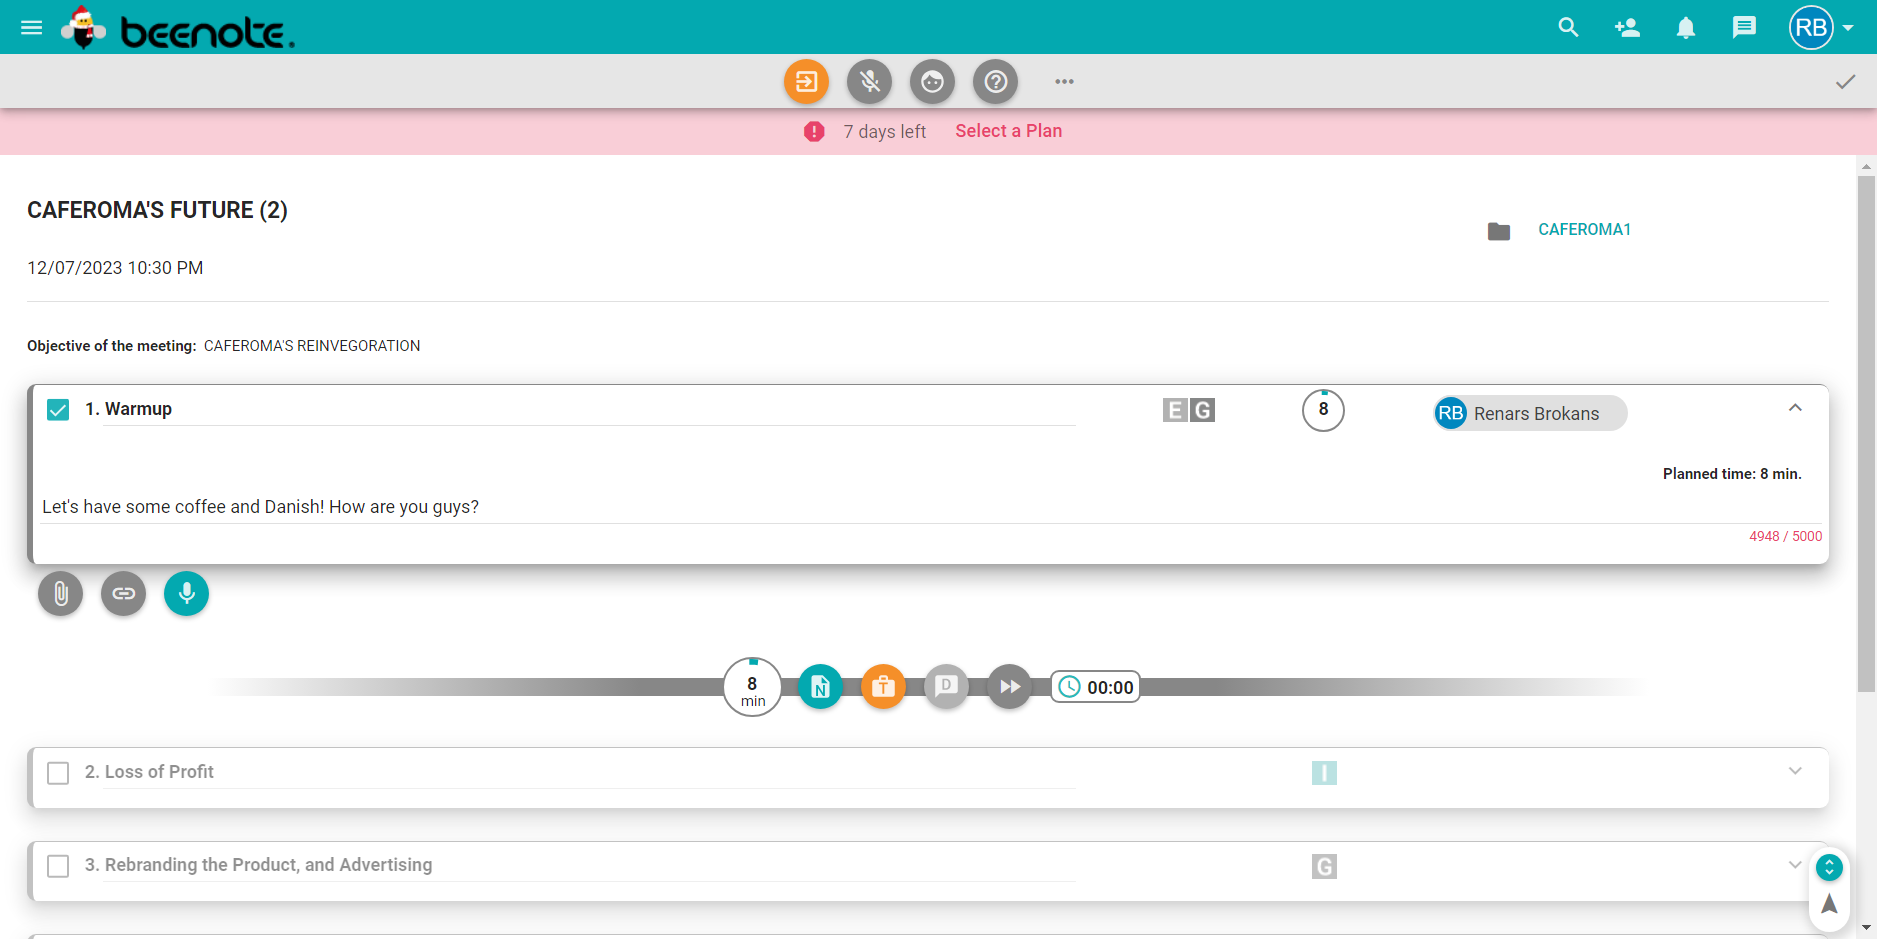 beenote.
RB
7 days left Select a Plan
CAFEROMA'S FUTURE (2)
CAFEROMA1
12/07/2023 10:30 PM
Objective of the meeting: CAFEROMA'S REINVEGORATION
1. Warmup E G 8 RB Renars Brokans
Planned time: 8 min.
Let's have some coffee and Danish! How are you guys?
4948 / 5000
8 min N T D 00:00
2. Loss of Profit I
3. Rebranding the Product, and Advertising G